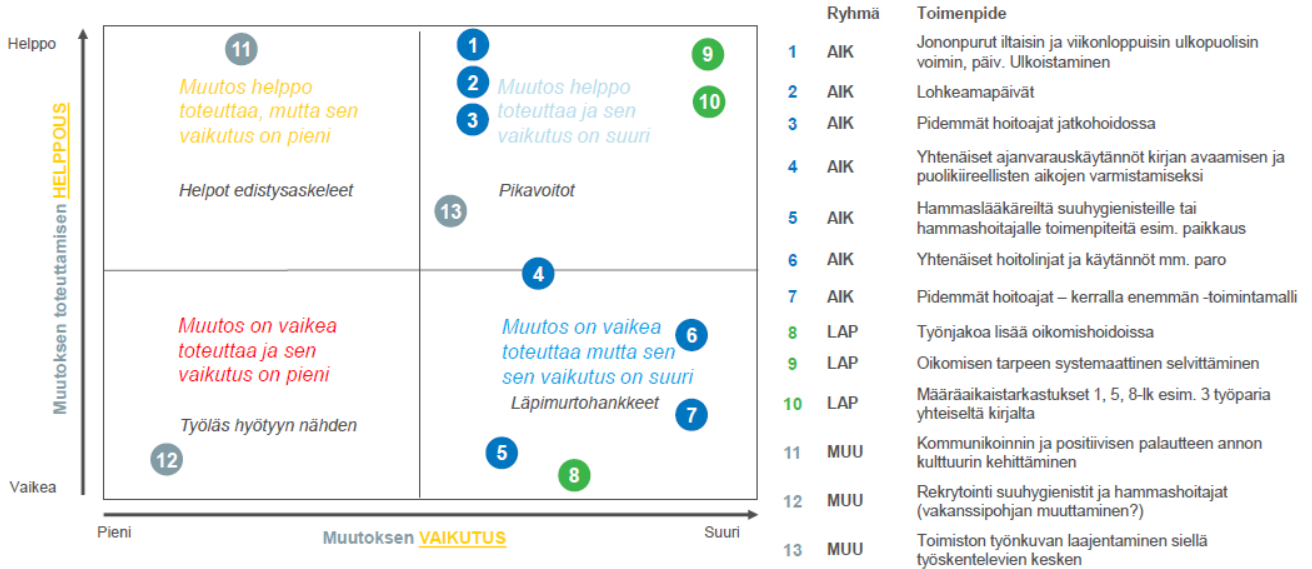 Helppo
Vaikea
Muutoksen toteuttamisen HELPPOUS
11
Muutos helppo
toteuttaa, mutta sen
vaikutus on pieni
Helpot edistysaskeleet
1
2
3
Muutos helppo
toteuttaa ja sen
vaikutus on suuri
Pikavoitot
9
10
13
4
Muutos on vaikea
toteuttaa ja sen
vaikutus on pieni
Työläs hyötyyn nähden
12
Muutos on vaikea
toteuttaa mutta sen
sen vaikutus on suuri
Läpimurtohankkeet
6
7
5
8
Pieni
Muutoksen VAIKUTUS
Suuri
Ryhmä Toimenpide
1 AIK Jononpurut iltaisin ja viikonloppuisin ulkopuolisin
voimin, päiv. Ulkoistaminen
2 AIK Lohkeamapäivät
3 AIK Pidemmät hoitoajat jatkohoidossa
4 AIK Yhtenäiset ajanvarauskäytännöt kirjan avaamisen ja
puolikiireellisten aikojen varmistamiseksi
5 AIK Hammaslääkäreiltä suuhygienisteille tai
hammashoitajalle toimenpiteitä esim. paikkaus
6 AIK Yhtenäiset hoitolinjat ja käytännöt mm. paro
7 AIK Pidemmät hoitoajat – kerralla enemmän -toimintamalli
8 LAP Työnjakoa lisää oikomishoidoissa
9 LAP Oikomisen tarpeen systemaattinen selvittäminen
10 LAP Määräaikaistarkastukset 1, 5, 8-lk esim. 3 työparia
yhteiseltä kirjalta
11 MUU Kommunikoinnin ja positiivisen palautteen annon
kulttuurin kehittäminen
12 MUU Rekrytointi suuhygienistit ja hammashoitajat
(vakanssipohjan muuttaminen?)
13 MUU Toimiston työnkuvan laajentaminen siellä
työskentelevien kesken